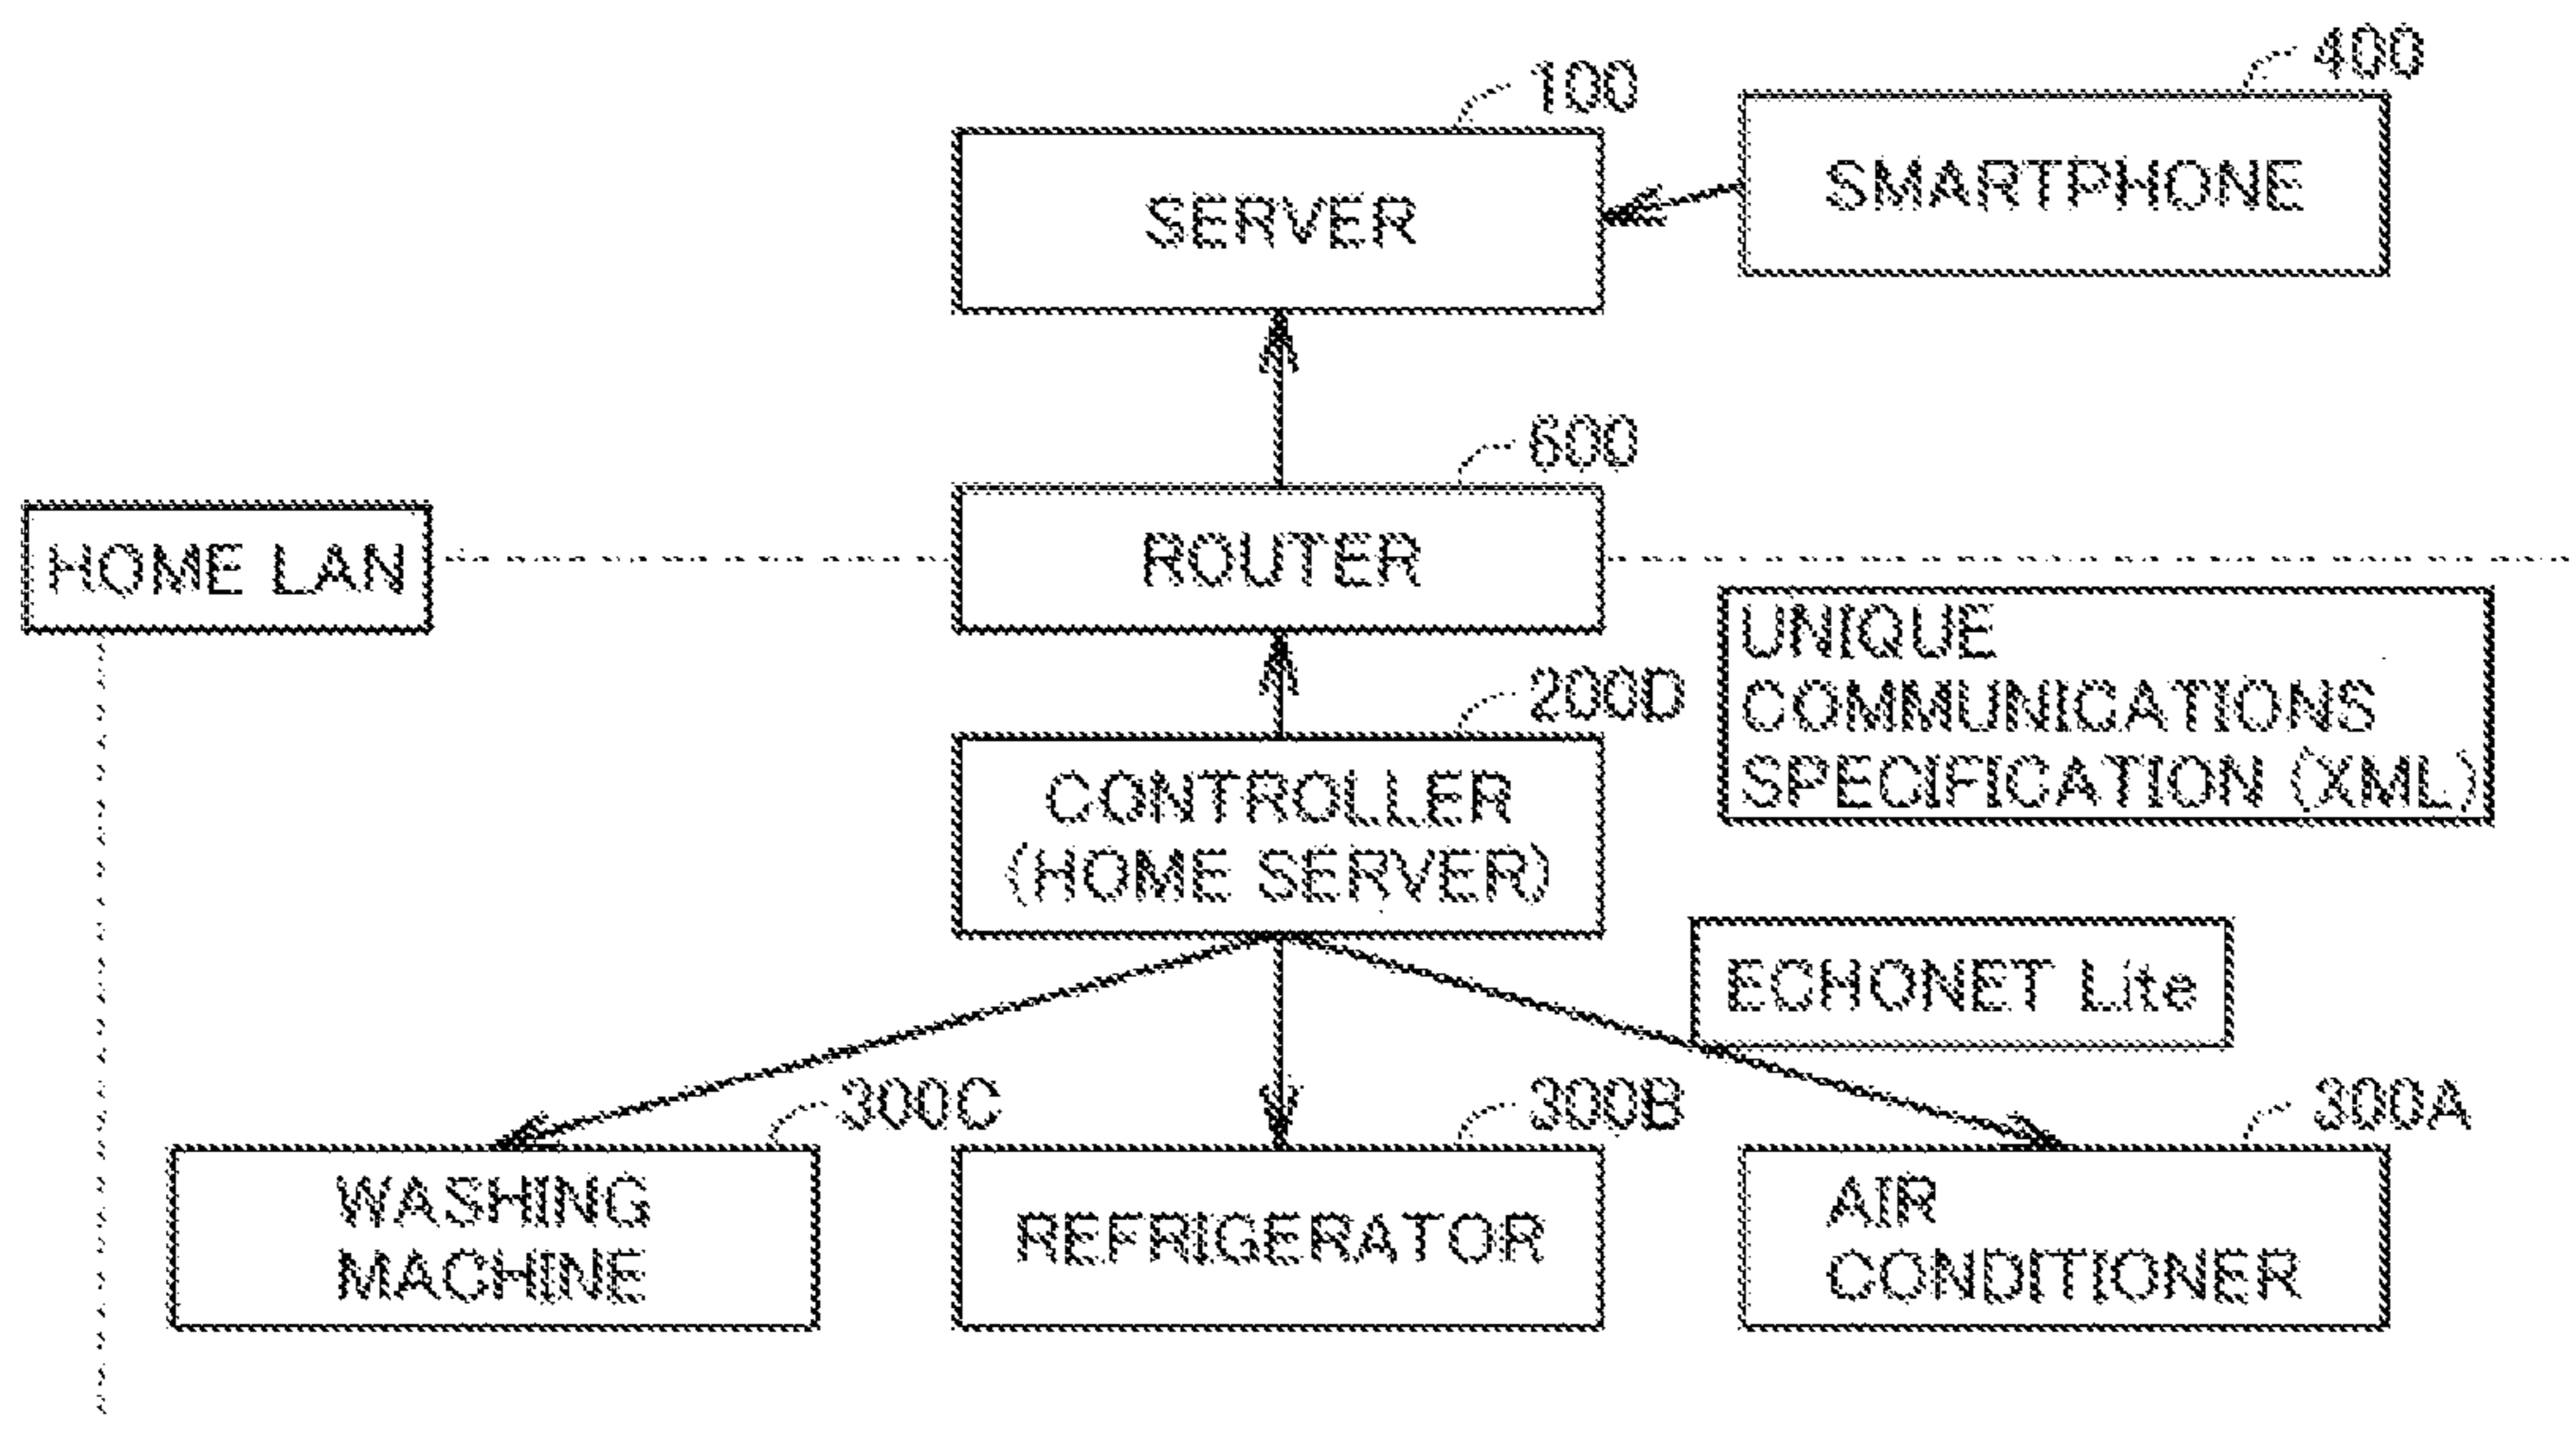 400
100
SMARTPHONE
SERVER
600
HOME LAN
ROUTER
UNIQUE
COMMUNICATIONS
SPECIFICATION (XML)
200D
CONTROLLER
(HOME SERVER)
ECHONET Lite
300C
300B
300A
WASHING
MACHINE
REFRIGERATOR
AIR
CONDITIONER